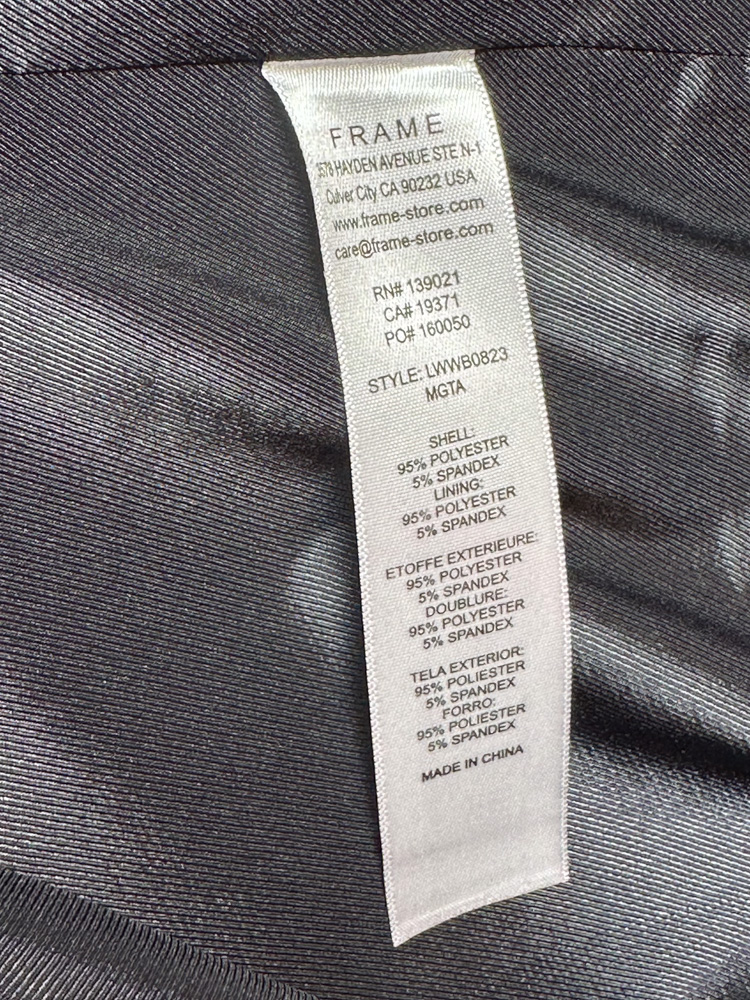 FRAME
3578 HAYDEN AVENUE STE.N-1
Culver City CA 90232 USA
www.frame-store.com
care@frame-store.com
RN# 139021
CA# 19371
PO# 160050
STYLE: LWWB0823
MGTA
SHELL:
95% POLYESTER
5% SPANDEX
LINING:
95% POLYESTER
5% SPANDEX
ETOFFE EXTERIEURE:
95% POLYESTER
5% SPANDEX
DOUBLURE:
95% POLYESTER
5% SPANDEX
TELA EXTERIOR:
95% POLIESTER
5% SPANDEX
FORRO:
95% POLIESTER
5% SPANDEX
MADE IN CHINA